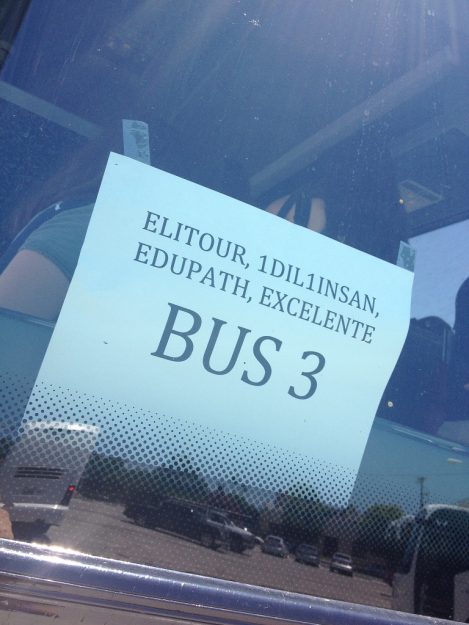 ELITOUR, 1DIL1INSAN,
EDUPATH, EXCELENTE
BUS 3